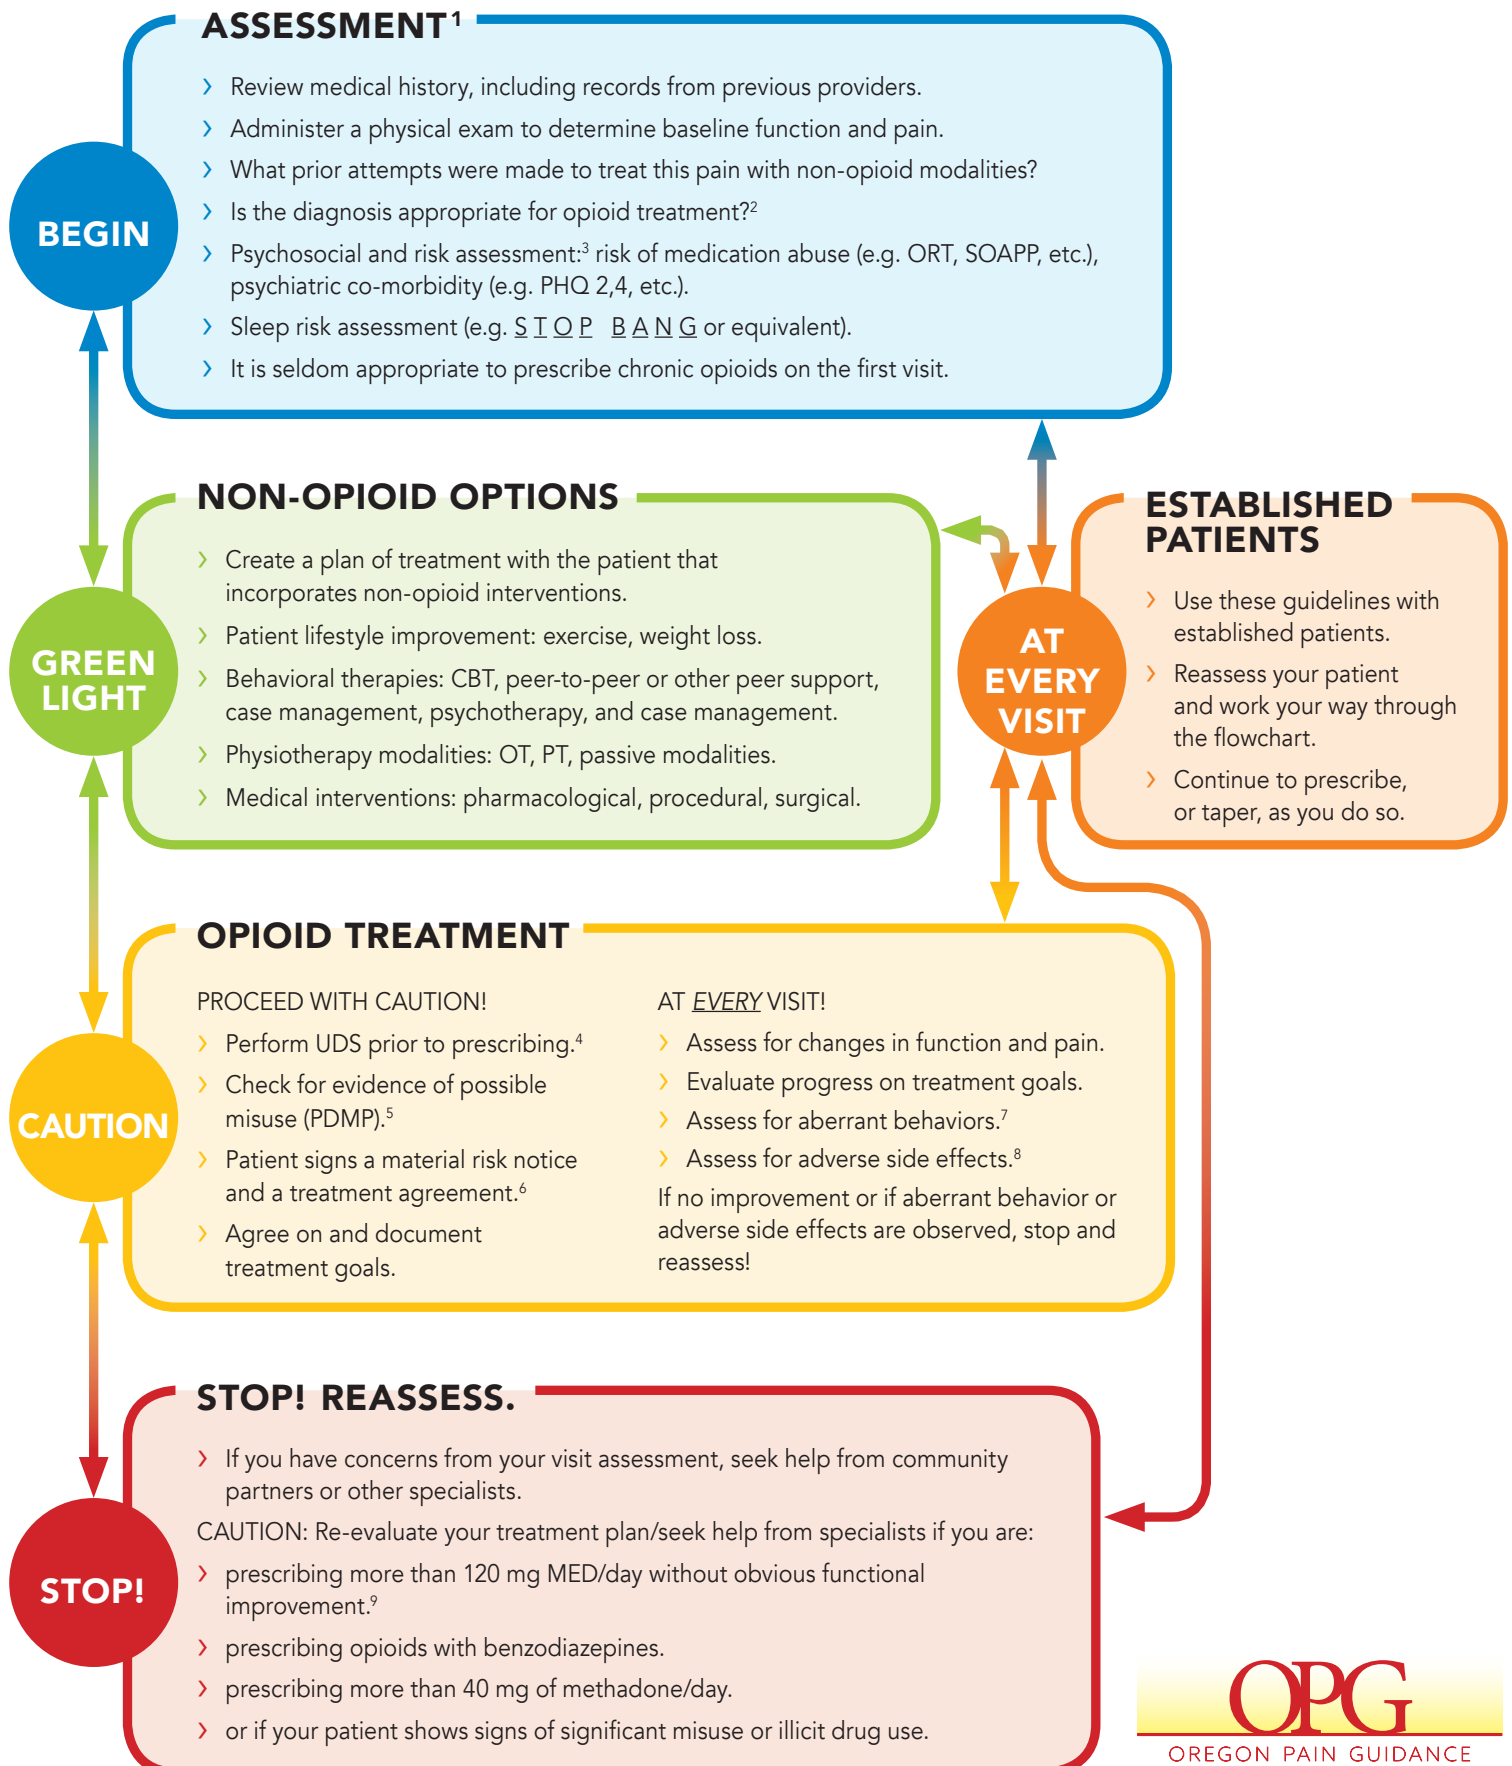 ASSESSMENT¹
› Review medical history, including records from previous providers.
› Administer a physical exam to determine baseline function and pain.
› What prior attempts were made to treat this pain with non-opioid modalities?
› Is the diagnosis appropriate for opioid treatment?²
› Psychosocial and risk assessment:³ risk of medication abuse (e.g. ORT, SOAPP, etc.),
psychiatric co-morbidity (e.g. PHQ 2,4, etc.).
› Sleep risk assessment (e.g. S T O P B A N G or equivalent).
› It is seldom appropriate to prescribe chronic opioids on the first visit.
BEGIN
NON-OPIOID OPTIONS
› Create a plan of treatment with the patient that
incorporates non-opioid interventions.
› Patient lifestyle improvement: exercise, weight loss.
› Behavioral therapies: CBT, peer-to-peer or other peer support,
case management, psychotherapy, and case management.
› Physiotherapy modalities: OT, PT, passive modalities.
› Medical interventions: pharmacological, procedural, surgical.
GREEN
LIGHT
AT
EVERY
VISIT
ESTABLISHED
PATIENTS
› Use these guidelines with
established patients.
› Reassess your patient
and work your way through
the flowchart.
› Continue to prescribe,
or taper, as you do so.
OPIOID TREATMENT
PROCEED WITH CAUTION!
› Perform UDS prior to prescribing.⁴
› Check for evidence of possible
misuse (PDMP).⁵
› Patient signs a material risk notice
and a treatment agreement.⁶
› Agree on and document
treatment goals.
AT EVERY VISIT!
› Assess for changes in function and pain.
› Evaluate progress on treatment goals.
› Assess for aberrant behaviors.⁷
› Assess for adverse side effects.⁸
If no improvement or if aberrant behavior or
adverse side effects are observed, stop and
reassess!
CAUTION
STOP! REASSESS.
› If you have concerns from your visit assessment, seek help from community
partners or other specialists.
CAUTION: Re-evaluate your treatment plan/seek help from specialists if you are:
› prescribing more than 120 mg MED/day without obvious functional
improvement.⁹
› prescribing opioids with benzodiazepines.
› prescribing more than 40 mg of methadone/day.
› or if your patient shows signs of significant misuse or illicit drug use.
STOP!
OPG
OREGON PAIN GUIDANCE